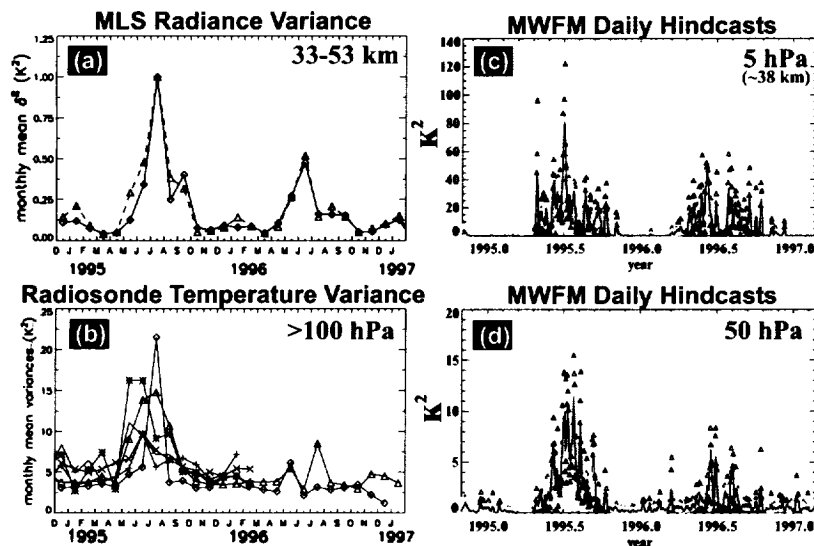 MLS Radiance Variance
(a)
33-53 km
monthly mean σ̂² (K²)
1.25
1.00
0.75
0.50
0.25
0.00
D J F M A M J J A S O N D J F M A M J J A S O N D J
1995 1996 1997
MWFM Daily Hindcasts
(c)
5 hPa
(~38 km)
K²
140
120
100
80
60
40
20
0
1995.0 1995.5 1996.0 1996.5 1997.0
year
Radiosonde Temperature Variance
(b)
>100 hPa
monthly mean variances (K²)
25
20
15
10
5
0
D J F M A M J J A S O N D J F M A M J J A S O N D J
1995 1996 1997
MWFM Daily Hindcasts
(d)
50 hPa
K²
20
15
10
5
0
1995.0 1995.5 1996.0 1996.5 1997.0
year